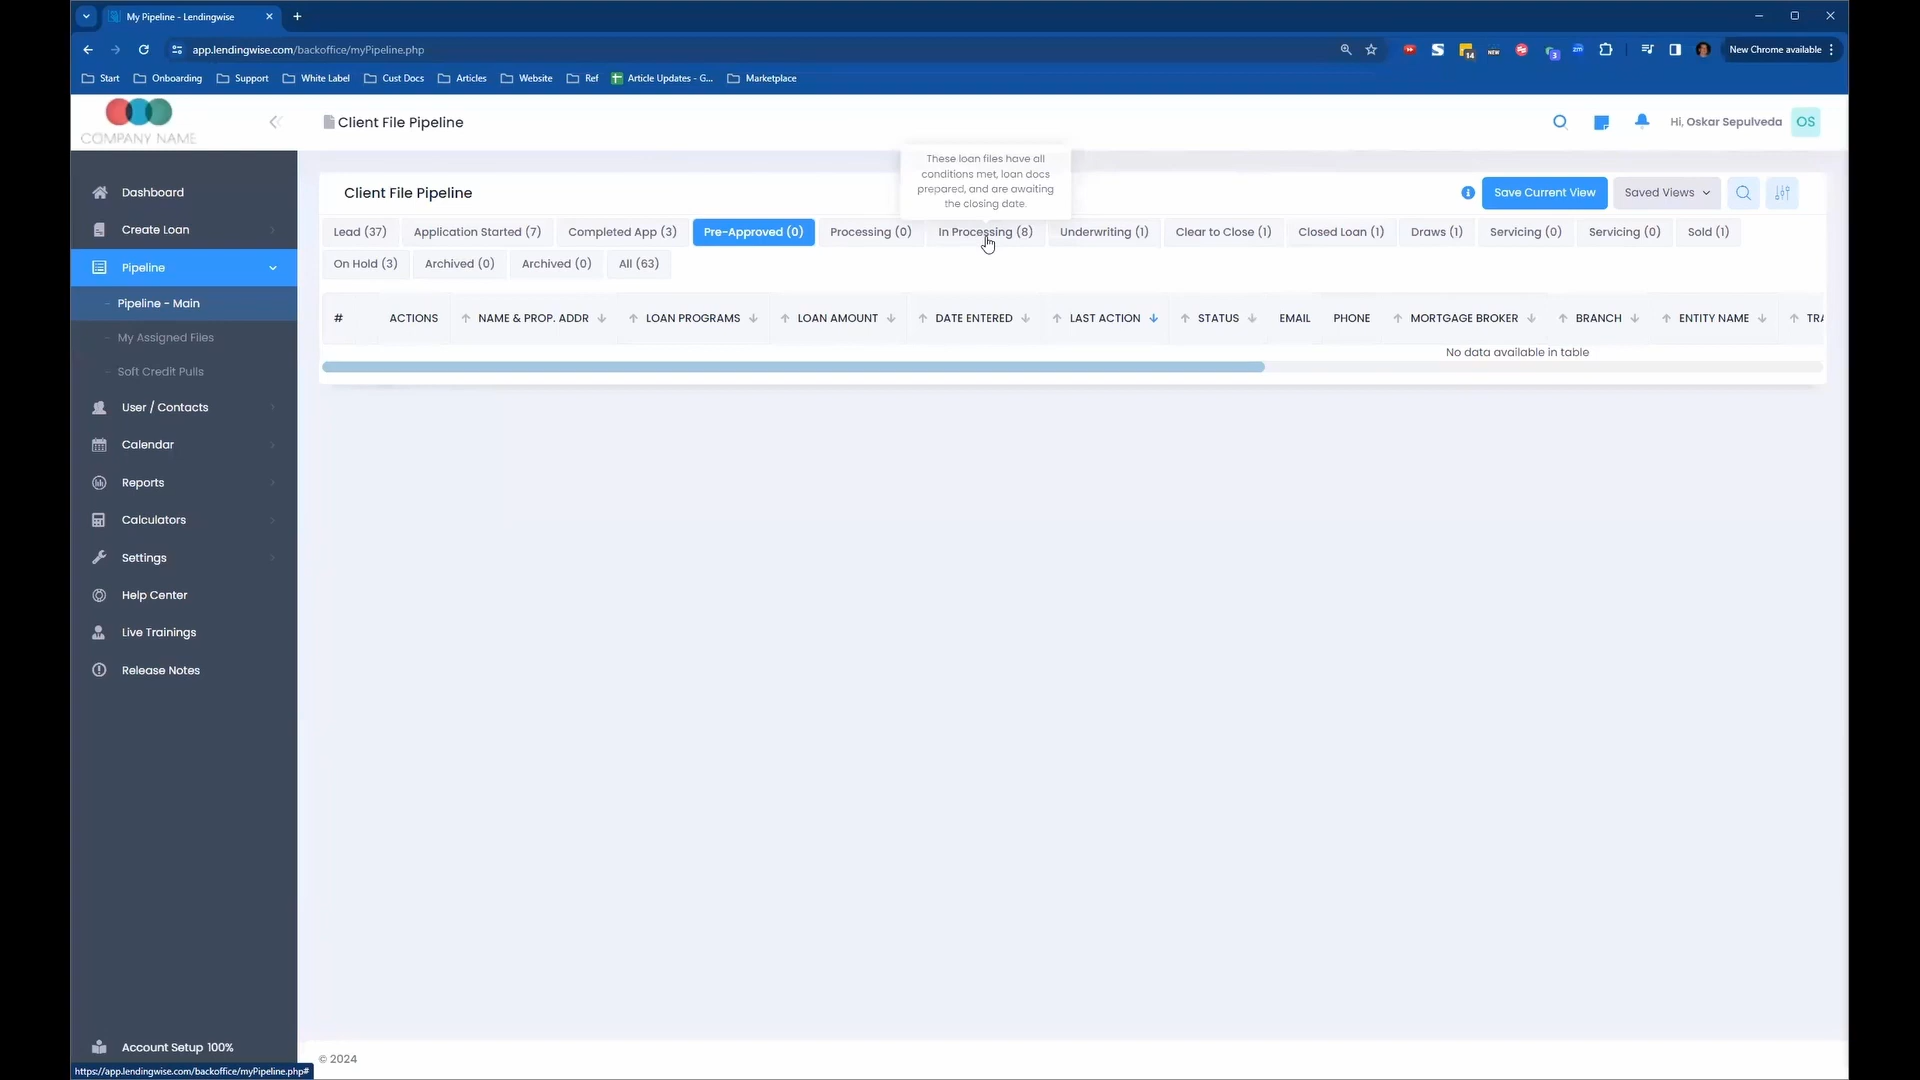 My Pipeline - Lendingwise
app.lendingwise.com/backoffice/myPipeline.php
14
NEW
3
zm
New Chrome available
Start
Onboarding
Support
White Label
Cust Docs
Articles
Website
Ref
Article Updates - G...
Marketplace
COMPANY NAME
Client File Pipeline
Hi, Oskar Sepulveda
OS
These loan files have all
conditions met, loan docs
prepared, and are awaiting
the closing date.
Dashboard
Create Loan
Pipeline
- Pipeline - Main
- My Assigned Files
- Soft Credit Pulls
User / Contacts
Calendar
Reports
Calculators
Settings
Help Center
Live Trainings
Release Notes
Account Setup 100%
Client File Pipeline
Save Current View
Saved Views
Lead (37)
Application Started (7)
Completed App (3)
Pre-Approved (0)
Processing (0)
In Processing (8)
Underwriting (1)
Clear to Close (1)
Closed Loan (1)
Draws (1)
Servicing (0)
Servicing (0)
Sold (1)
On Hold (3)
Archived (0)
Archived (0)
All (63)
#
ACTIONS
NAME & PROP. ADDR
LOAN PROGRAMS
LOAN AMOUNT
DATE ENTERED
LAST ACTION
STATUS
EMAIL
PHONE
MORTGAGE BROKER
BRANCH
ENTITY NAME
TRA
No data available in table
© 2024
https://app.lendingwise.com/backoffice/myPipeline.php#